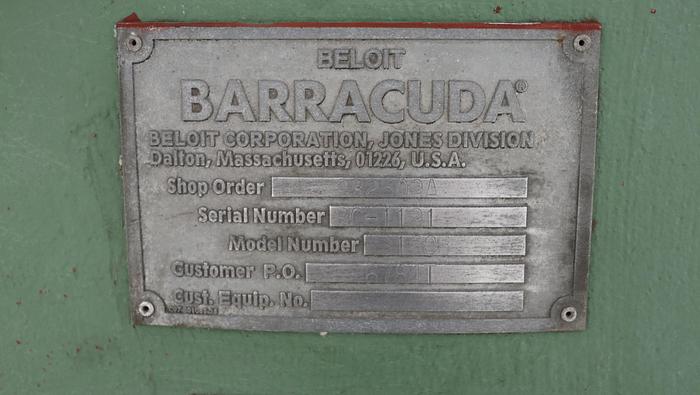 BELOIT
BARRACUDA®
BELOIT CORPORATION, JONES DIVISION
Dalton, Massachusetts, 01226, U.S.A.
Shop Order
Serial Number
Model Number
Customer P.O.
Cust. Equip. No.